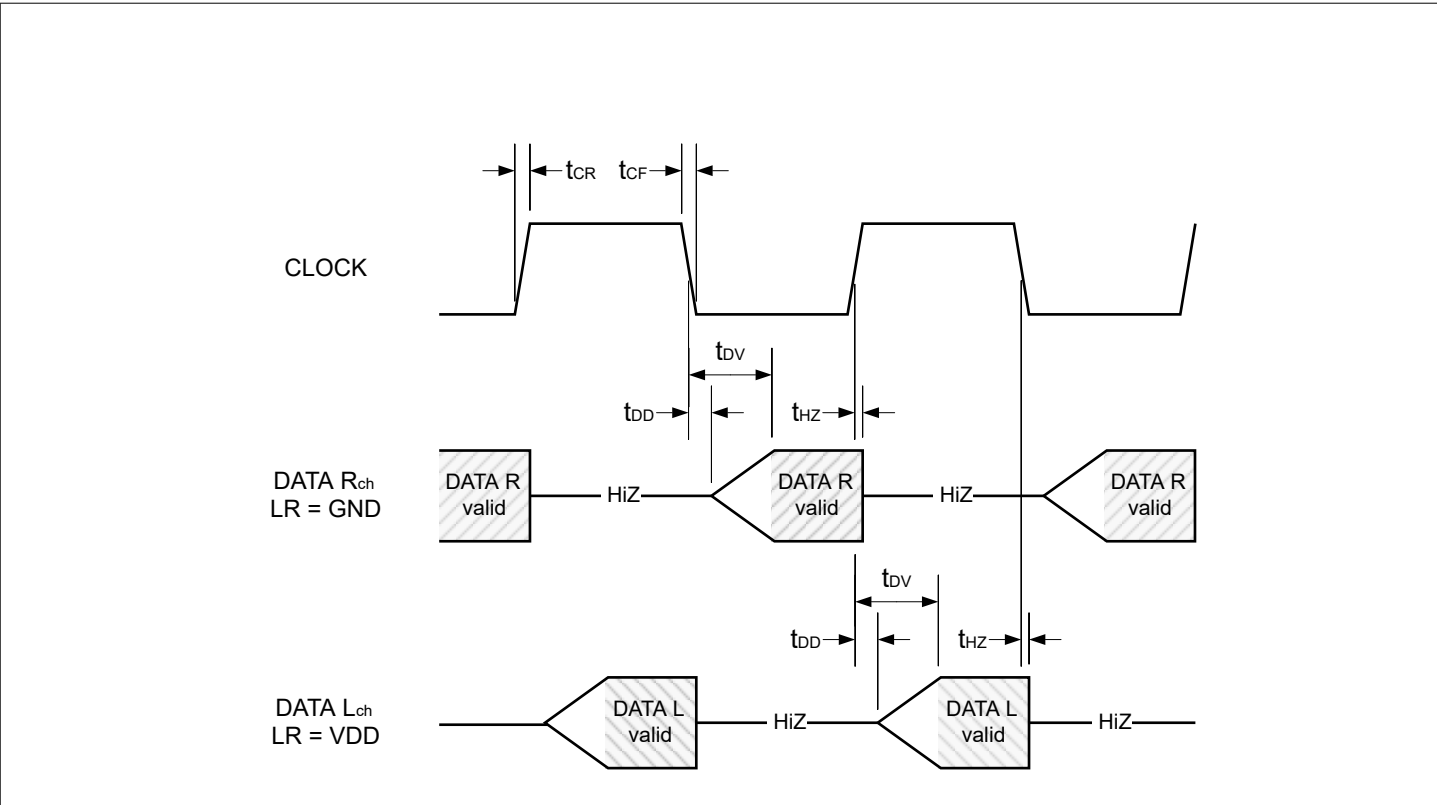 tCR tCF
CLOCK
tDV
tDD tHZ
DATA Rch
LR = GND
DATA R
valid
HiZ
DATA R
valid
HiZ
DATA R
valid
tDV
tDD tHZ
DATA Lch
LR = VDD
DATA L
valid
HiZ
DATA L
valid
HiZ